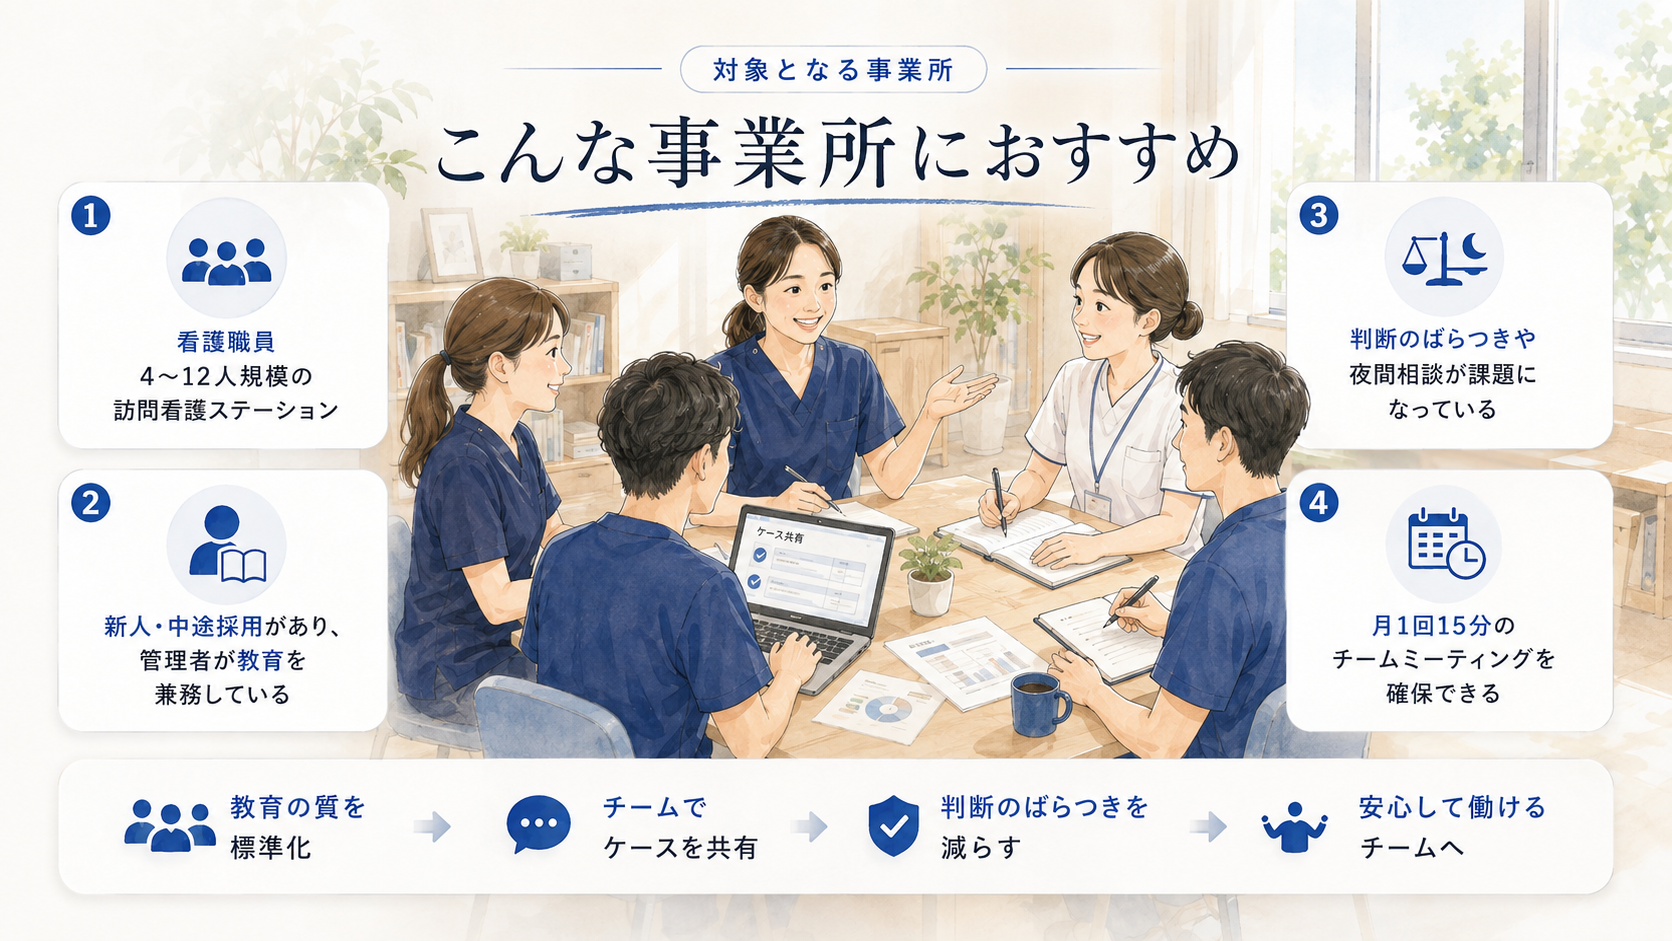 対象となる事業所
こんな事業所におすすめ
1
看護職員
4〜12人規模の
訪問看護ステーション
2
新人・中途採用があり、
管理者が教育を
兼務している
3
判断のばらつきや
夜間相談が課題に
なっている
4
月1回15分の
チームミーティングを
確保できる
ケース共有
教育の質を
標準化
チームで
ケースを共有
判断のばらつきを
減らす
安心して働ける
チームへ